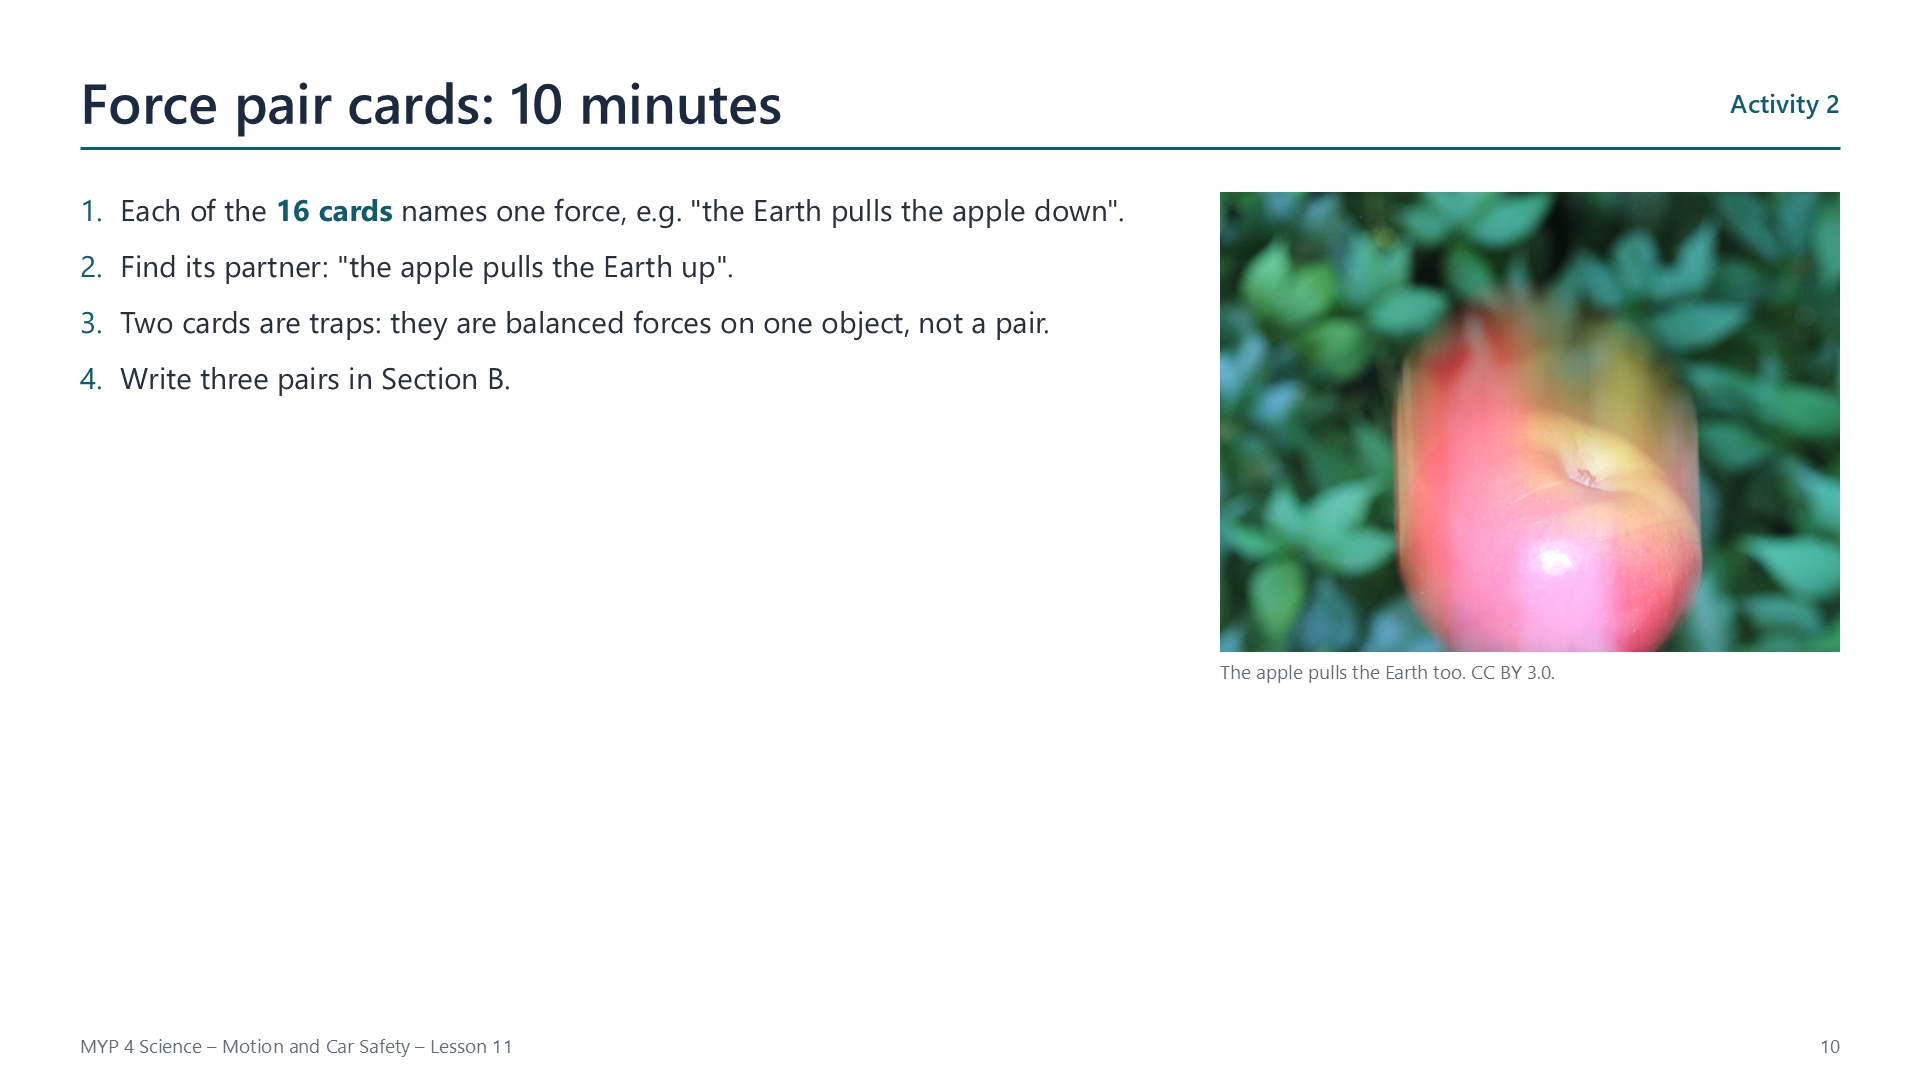 Force pair cards: 10 minutes
Activity 2
1. Each of the 16 cards names one force, e.g. "the Earth pulls the apple down".
2. Find its partner: "the apple pulls the Earth up".
3. Two cards are traps: they are balanced forces on one object, not a pair.
4. Write three pairs in Section B.
The apple pulls the Earth too. CC BY 3.0.
MYP 4 Science – Motion and Car Safety – Lesson 11
10